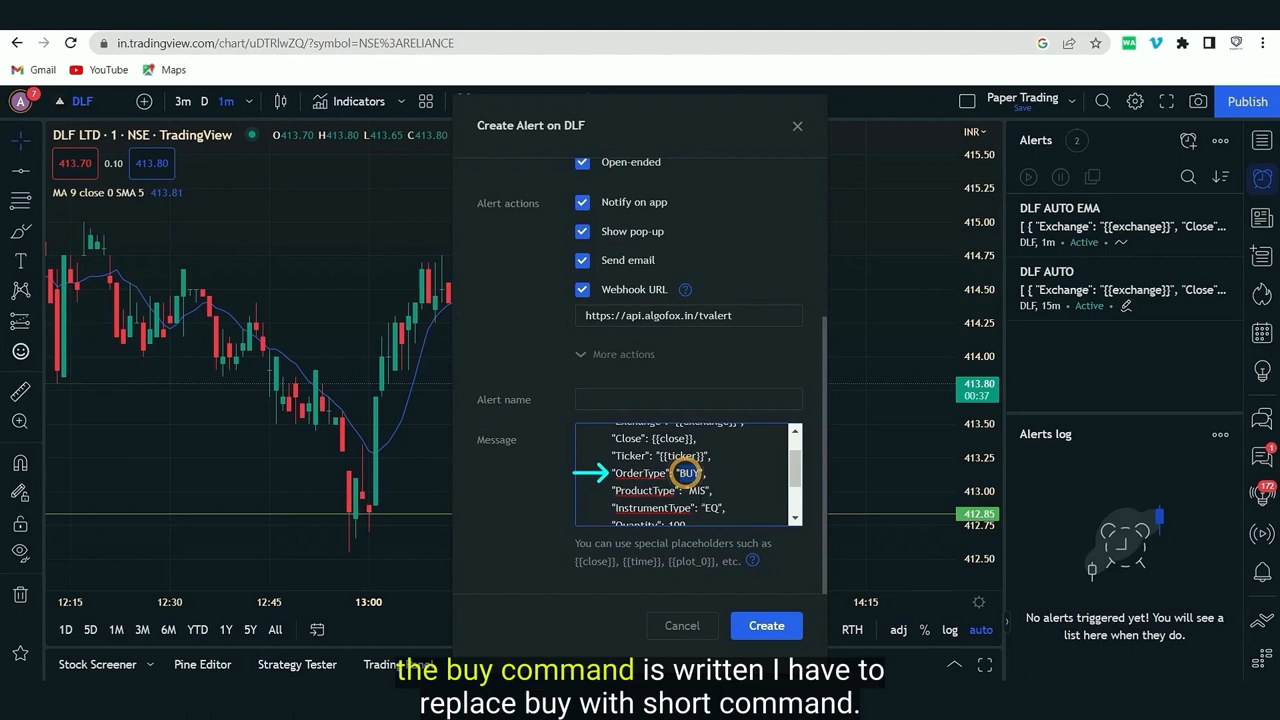 in.tradingview.com/chart/uDTRlwZQ/?symbol=NSE%3ARELIANCE
G
WA
Gmail
YouTube
Maps
A
7
DLF
3m
D
1m
Indicators
Paper Trading
Save
Publish
DLF LTD · 1 · NSE · TradingView
O413.70 H413.80 L413.65 C413.80
413.70
0.10
413.80
MA 9 close 0 SMA 5 413.81
INR
415.50
415.25
415.00
414.75
414.50
414.25
414.00
413.80
00:37
413.50
413.25
413.00
412.85
412.75
412.50
12:15
12:30
12:45
13:00
14:15
1D
5D
1M
3M
6M
YTD
1Y
5Y
All
RTH
adj
%
log
auto
Stock Screener
Pine Editor
Strategy Tester
Create Alert on DLF
Open-ended
Alert actions
Notify on app
Show pop-up
Send email
Webhook URL
https://api.algofox.in/tvalert
More actions
Alert name
Message
"Close": {{close}},
"Ticker": "{{ticker}}",
"OrderType": "BUY",
"ProductType": "MIS",
"InstrumentType": "EQ",
"Quantity": 100,
You can use special placeholders such as
{{close}}, {{time}}, {{plot_0}}, etc.
Cancel
Create
Alerts
2
DLF AUTO EMA
[ { "Exchange": "{{exchange}}", "Close"...
DLF, 1m • Active •
DLF AUTO
[ { "Exchange": "{{exchange}}", "Close"...
DLF, 15m • Active •
Alerts log
No alerts triggered yet! You will see a
list here when they do.
1
172
the buy command is written I have to
replace buy with short command.